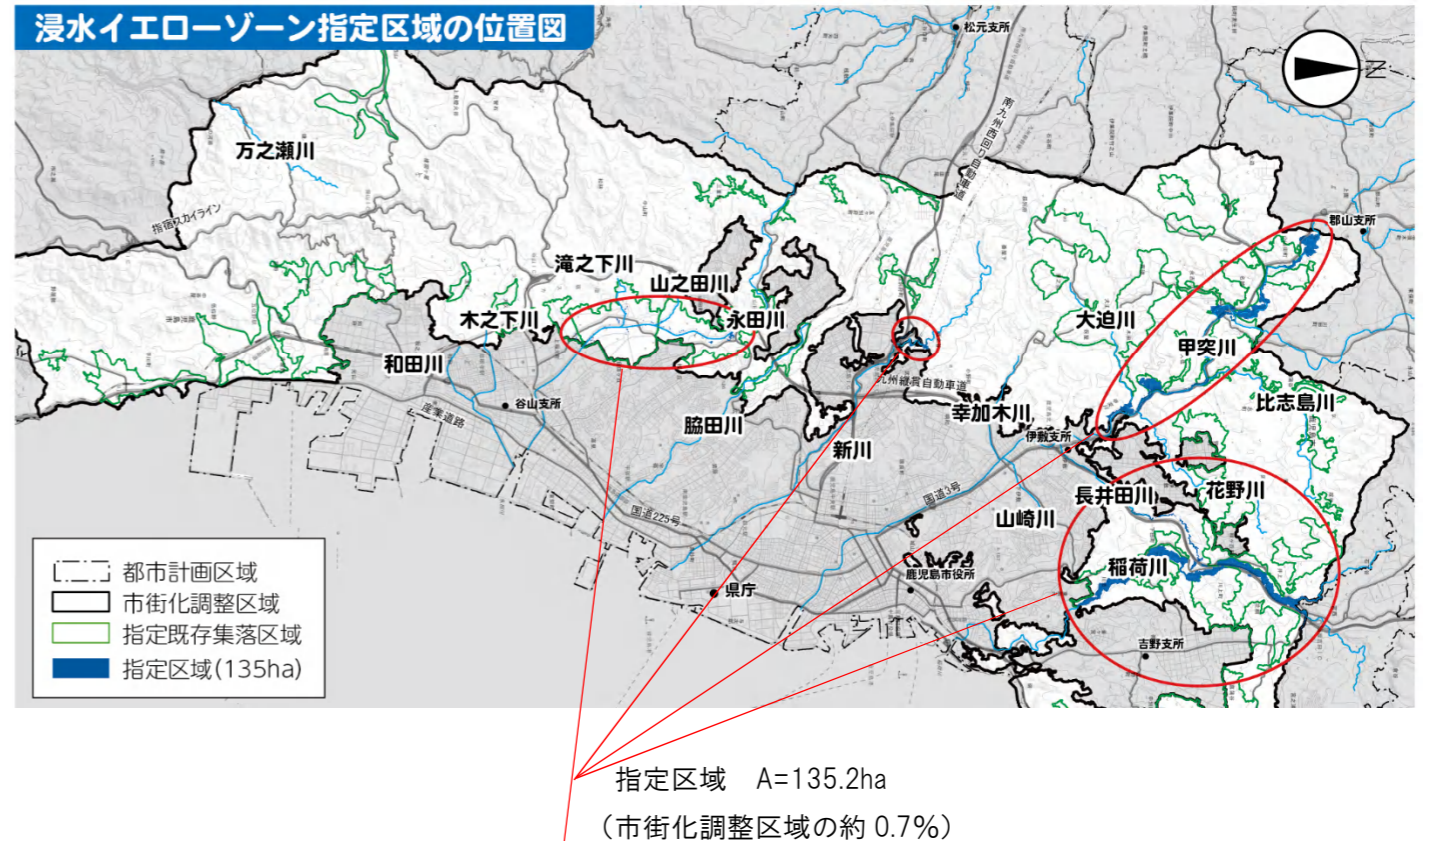 浸水イエローゾーン指定区域の位置図
松元支所
N
南九州西回り自動車道
万之瀬川
指宿スカイライン
郡山支所
滝之下川
山之田川
木之下川
永田川
大迫川
甲突川
和田川
九州縦貫自動車道
比志島川
谷山支所
産業道路
脇田川
幸加木川
伊敷支所
新川
長井田川
花野川
国道3号
山崎川
国道225号
稲荷川
鹿児島市役所
県庁
吉野支所
都市計画区域
市街化調整区域
指定既存集落区域
指定区域(135ha)
指定区域　A=135.2ha
（市街化調整区域の約 0.7%）